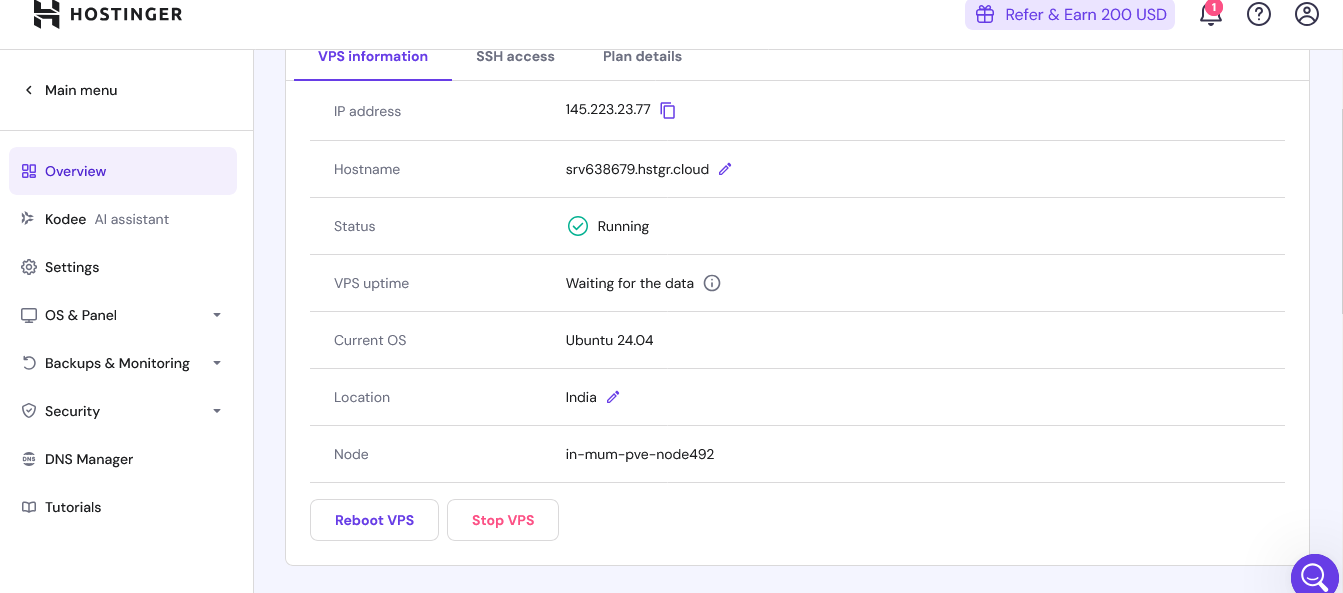 HOSTINGER
Refer & Earn 200 USD
1
Main menu
Overview
Kodee AI assistant
Settings
OS & Panel
Backups & Monitoring
Security
DNS DNS Manager
Tutorials
VPS information SSH access Plan details
IP address 145.223.23.77
Hostname srv638679.hstgr.cloud
Status Running
VPS uptime Waiting for the data
Current OS Ubuntu 24.04
Location India
Node in-mum-pve-node492
Reboot VPS Stop VPS